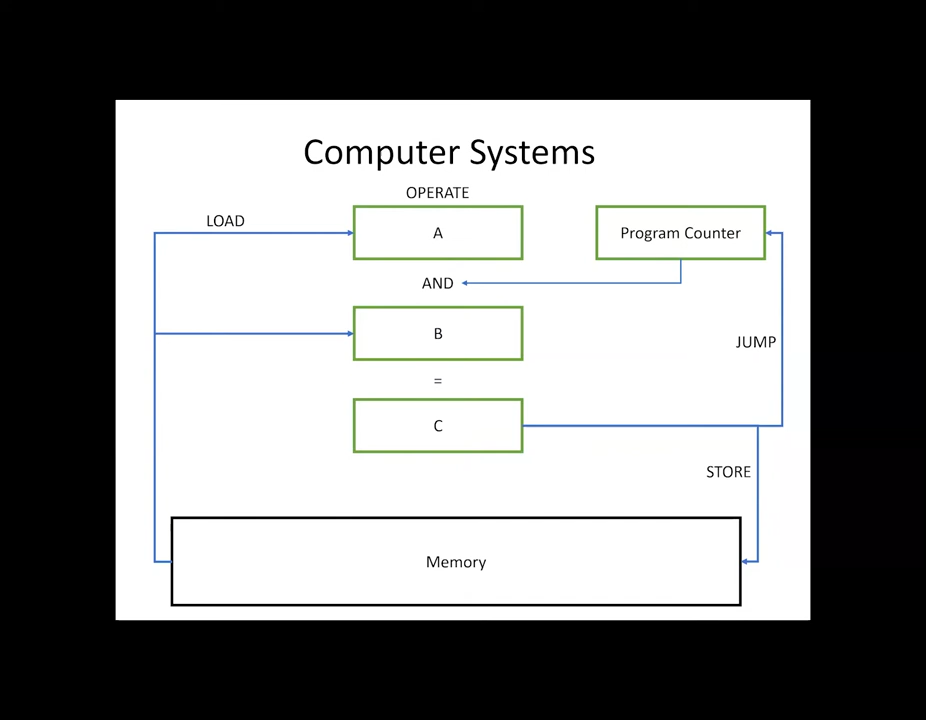 Computer Systems
OPERATE
LOAD
A
Program Counter
AND
B
JUMP
=
C
STORE
Memory